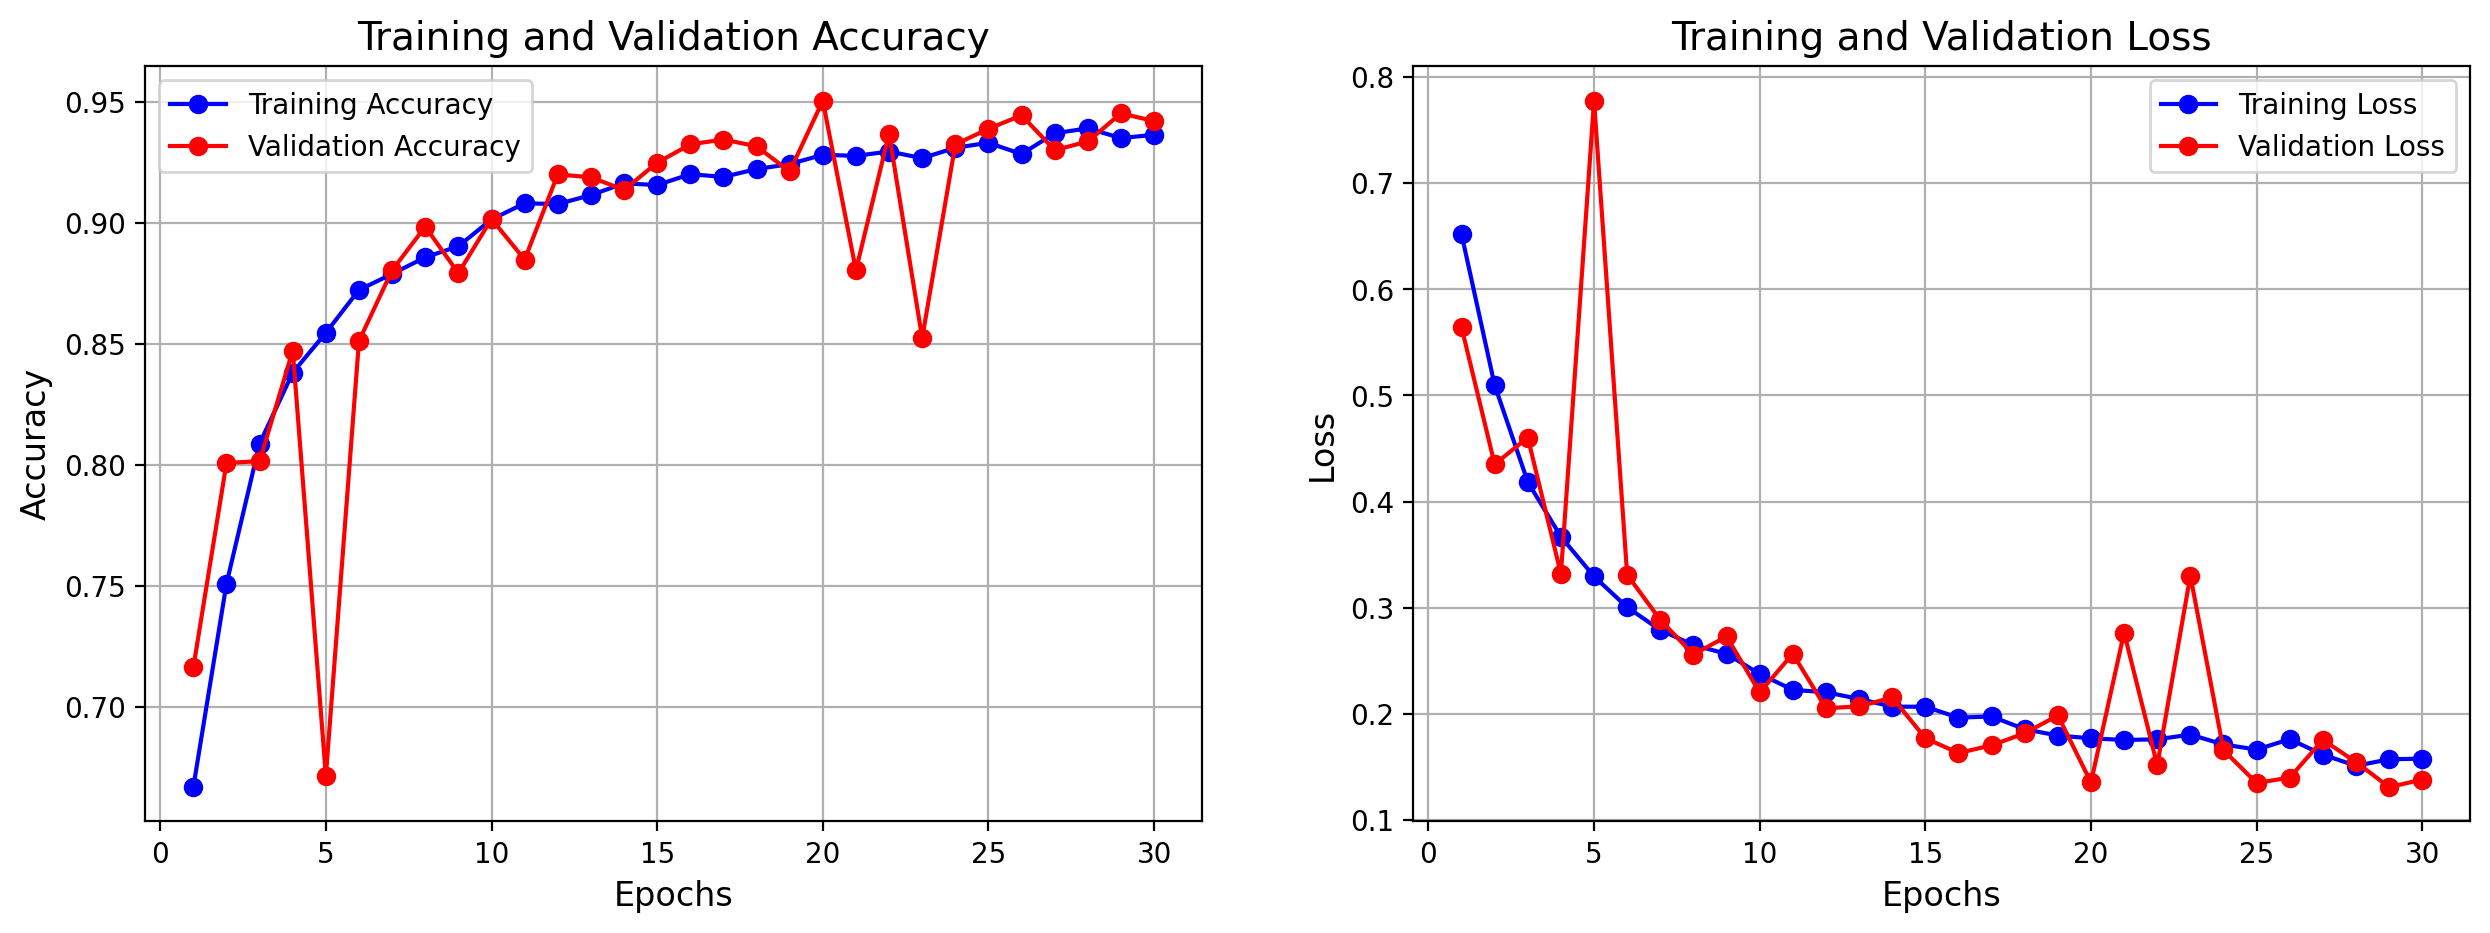 Training and Validation Accuracy
Training Accuracy
Validation Accuracy
0.95
0.90
0.85
0.80
0.75
0.70
Accuracy
0 5 10 15 20 25 30
Epochs
Training and Validation Loss
Training Loss
Validation Loss
0.8
0.7
0.6
0.5
0.4
0.3
0.2
0.1
Loss
0 5 10 15 20 25 30
Epochs